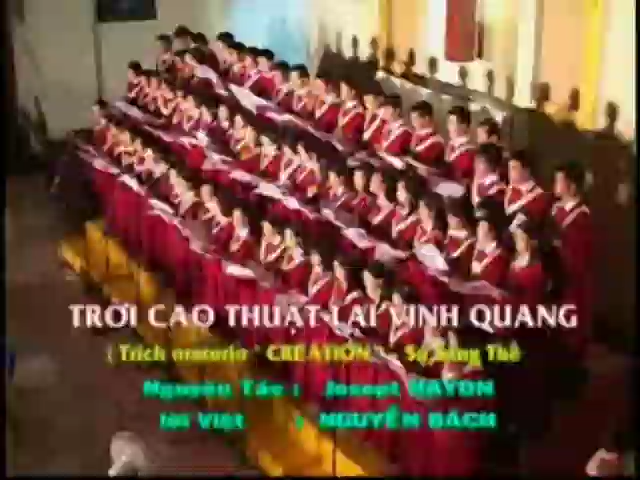 TRỜI CAO THUẬT LẠI VINH QUANG
( Trích oratorio " CREATION " - Sự Sáng Thế
Nguyên Tác : Joseph HAYDN
lời Việt : NGUYỄN BÁCH